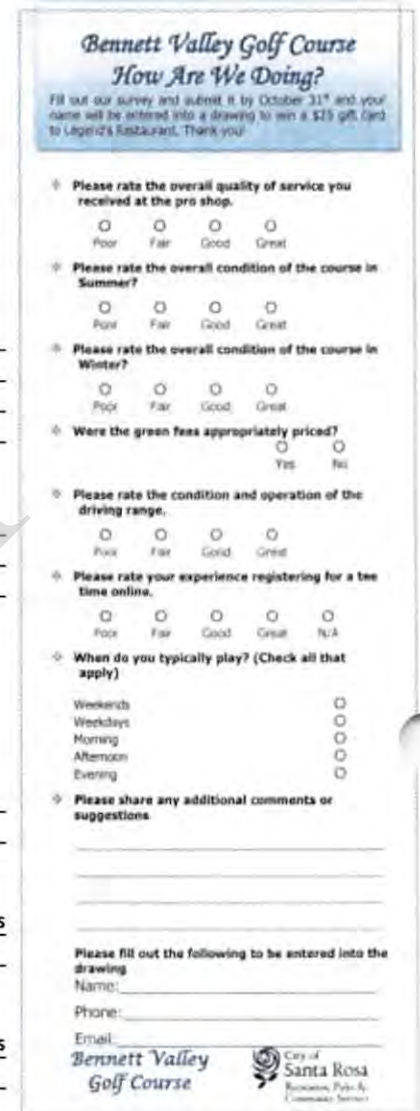 Bennett Valley Golf Course
How Are We Doing?
Fill out our survey and submit it by October 31st and your
name will be entered into a drawing to win a $25 gift card
to Legend's Restaurant. Thank you!
Please rate the overall quality of service you
received at the pro shop.
Poor Fair Good Great
Please rate the overall condition of the course in
Summer?
Poor Fair Good Great
Please rate the overall condition of the course in
Winter?
Poor Fair Good Great
Were the green fees appropriately priced?
Yes No
Please rate the condition and operation of the
driving range.
Poor Fair Good Great
Please rate your experience registering for a tee
time online.
Poor Fair Good Great N/A
When do you typically play? (Check all that
apply)
Weekends
Weekdays
Morning
Afternoon
Evening
Please share any additional comments or
suggestions
s
Please fill out the following to be entered into the
drawing
Name:
Phone:
s
Email:
Bennett Valley
Golf Course
City of
Santa Rosa
Recreation, Parks &
Community Services